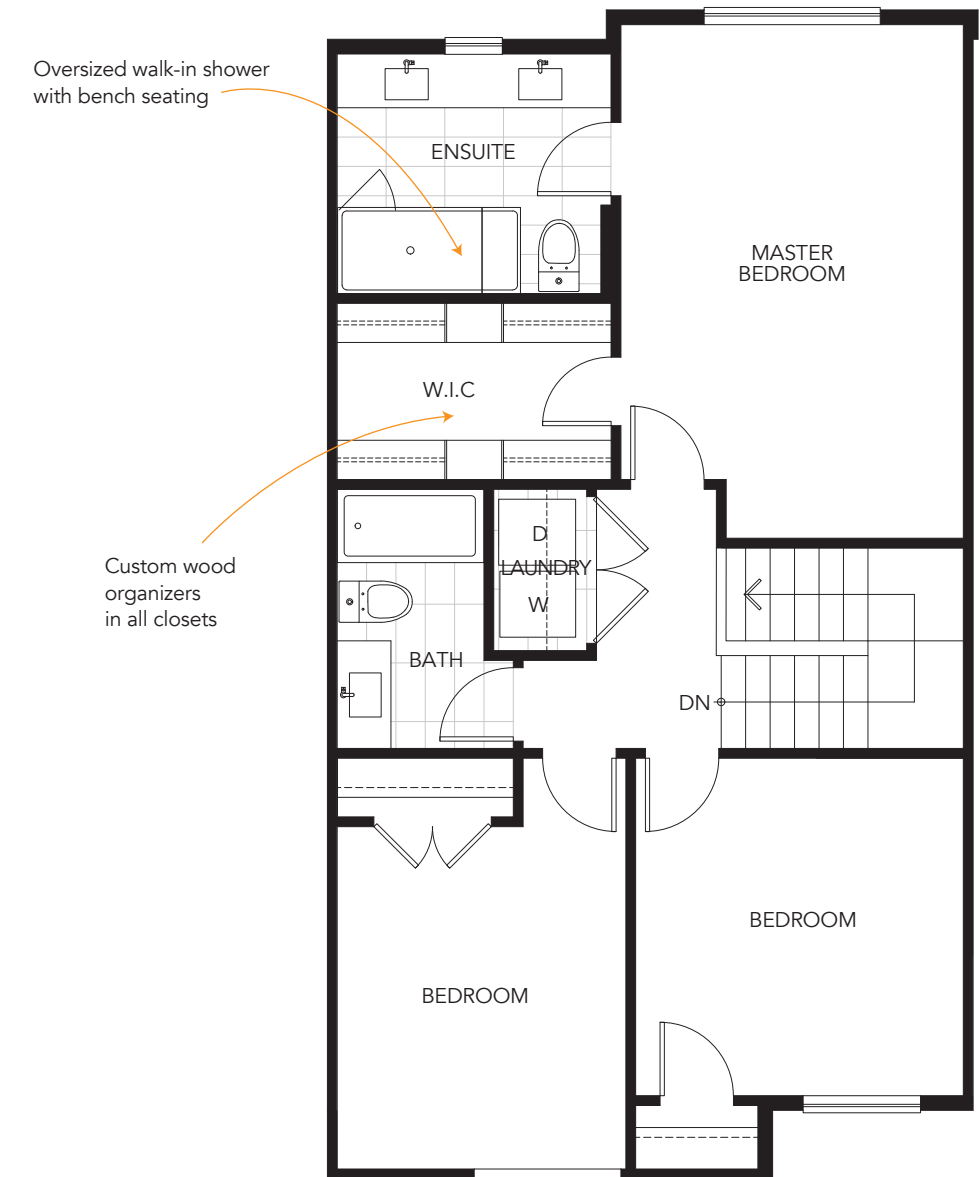 Oversized walk-in shower
with bench seating
ENSUITE
MASTER
BEDROOM
W.I.C
Custom wood
organizers
in all closets
D
LAUNDRY
W
BATH
DN
BEDROOM
BEDROOM